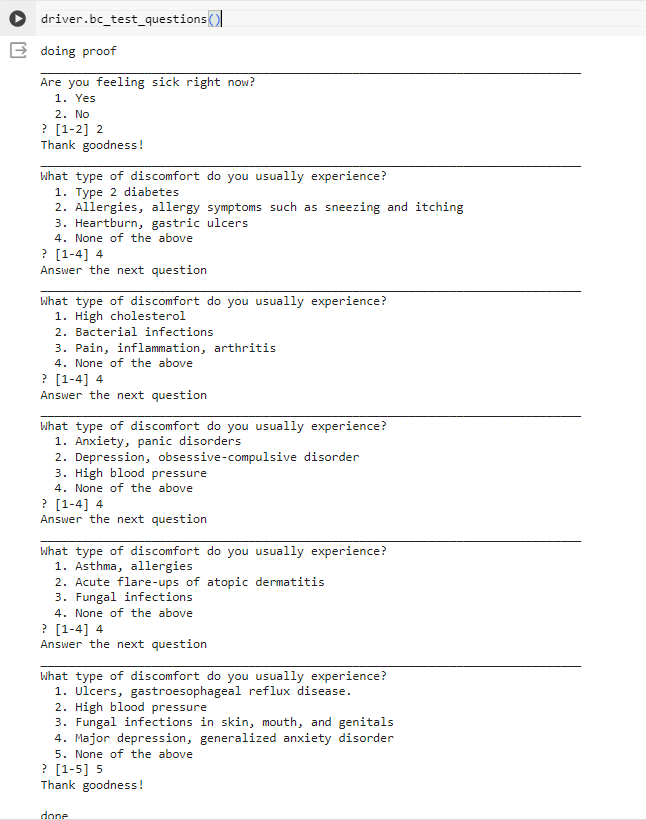 driver.bc_test_questions()
doing proof
Are you feeling sick right now?
1. Yes
2. No
? [1-2] 2
Thank goodness!
What type of discomfort do you usually experience?
1. Type 2 diabetes
2. Allergies, allergy symptoms such as sneezing and itching
3. Heartburn, gastric ulcers
4. None of the above
? [1-4] 4
Answer the next question
What type of discomfort do you usually experience?
1. High cholesterol
2. Bacterial infections
3. Pain, inflammation, arthritis
4. None of the above
? [1-4] 4
Answer the next question
What type of discomfort do you usually experience?
1. Anxiety, panic disorders
2. Depression, obsessive-compulsive disorder
3. High blood pressure
4. None of the above
? [1-4] 4
Answer the next question
What type of discomfort do you usually experience?
1. Asthma, allergies
2. Acute flare-ups of atopic dermatitis
3. Fungal infections
4. None of the above
? [1-4] 4
Answer the next question
What type of discomfort do you usually experience?
1. Ulcers, gastroesophageal reflux disease.
2. High blood pressure
3. Fungal infections in skin, mouth, and genitals
4. Major depression, generalized anxiety disorder
5. None of the above
? [1-5] 5
Thank goodness!
done